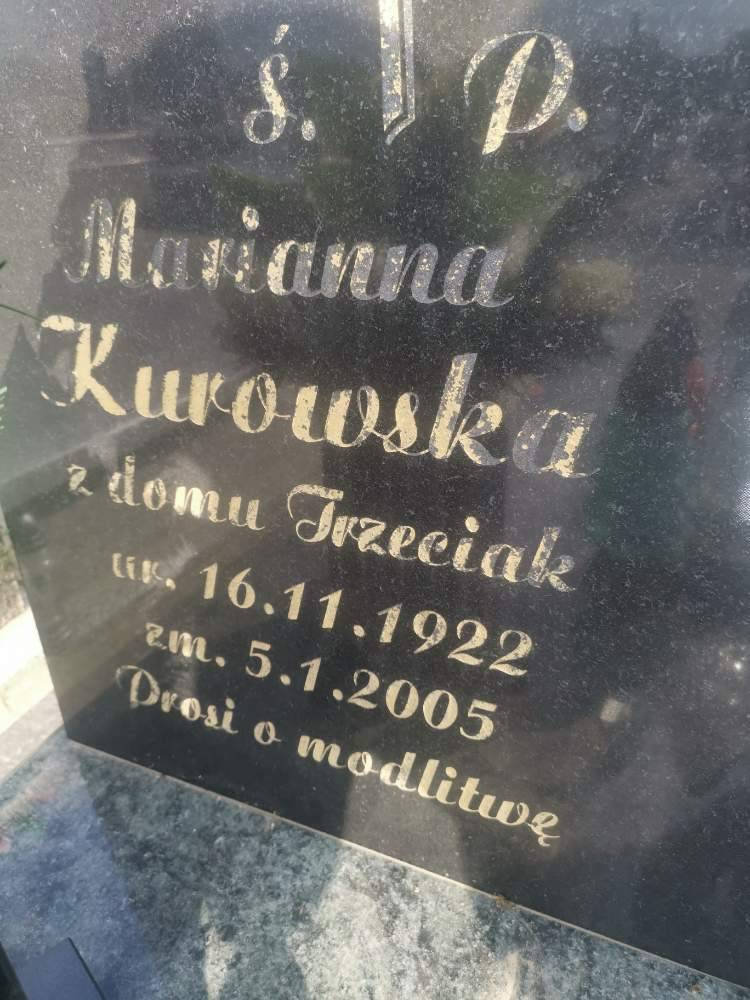 ś. P.
Marianna
Kurowska
z domu Trzeciak
ur. 16.11.1922
zm. 5.1.2005
Prosi o modlitwę